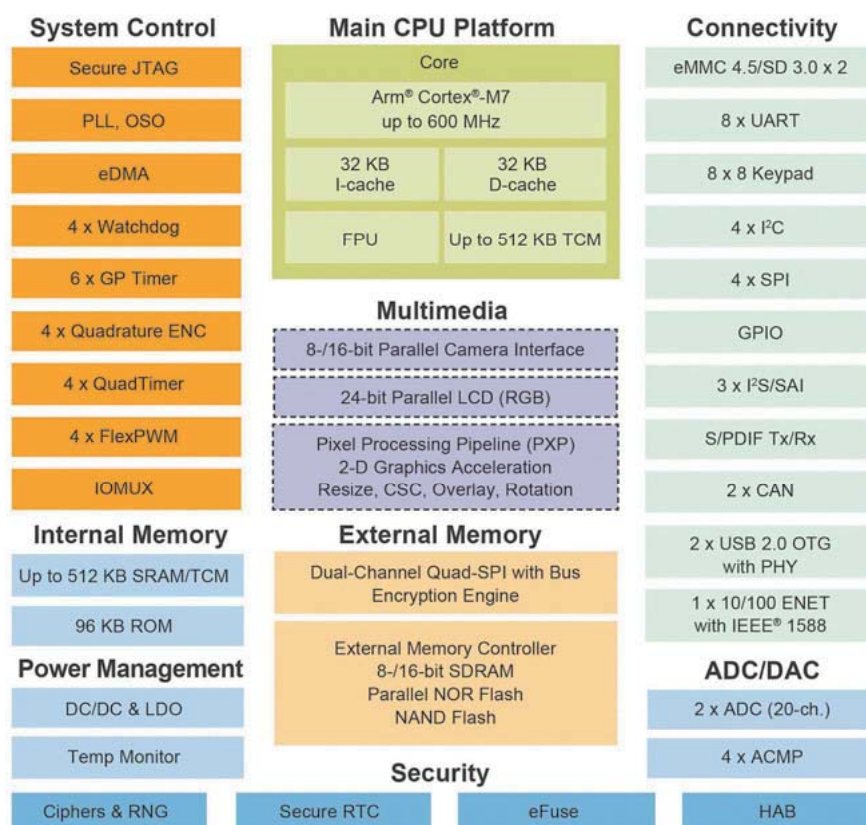 System Control
Secure JTAG
PLL, OSO
eDMA
4 x Watchdog
6 x GP Timer
4 x Quadrature ENC
4 x QuadTimer
4 x FlexPWM
IOMUX
Internal Memory
Up to 512 KB SRAM/TCM
96 KB ROM
Power Management
DC/DC & LDO
Temp Monitor
Main CPU Platform
Core
Arm® Cortex®-M7
up to 600 MHz
32 KB
I-cache
32 KB
D-cache
FPU
Up to 512 KB TCM
Multimedia
8-/16-bit Parallel Camera Interface
24-bit Parallel LCD (RGB)
Pixel Processing Pipeline (PXP)
2-D Graphics Acceleration
Resize, CSC, Overlay, Rotation
External Memory
Dual-Channel Quad-SPI with Bus
Encryption Engine
External Memory Controller
8-/16-bit SDRAM
Parallel NOR Flash
NAND Flash
Connectivity
eMMC 4.5/SD 3.0 x 2
8 x UART
8 x 8 Keypad
4 x I²C
4 x SPI
GPIO
3 x I²S/SAI
S/PDIF Tx/Rx
2 x CAN
2 x USB 2.0 OTG
with PHY
1 x 10/100 ENET
with IEEE® 1588
ADC/DAC
2 x ADC (20-ch.)
4 x ACMP
Security
Ciphers & RNG
Secure RTC
eFuse
HAB